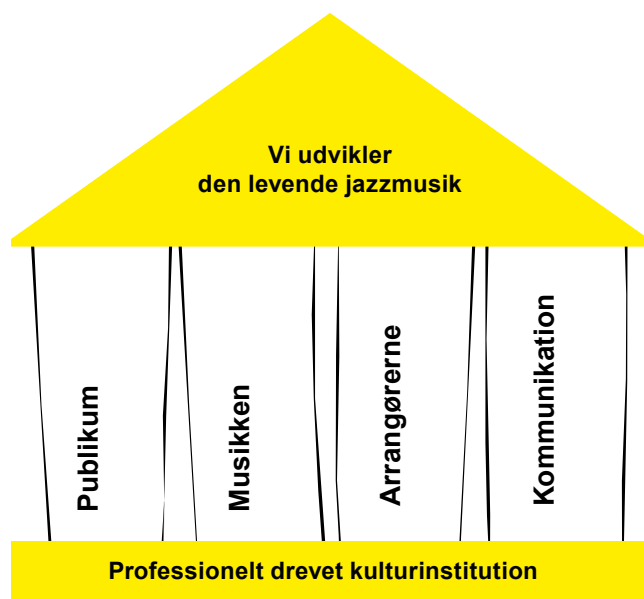 Vi udvikler
den levende jazzmusik
Publikum
Musikken
Arrangørerne
Kommunikation
Professionelt drevet kulturinstitution